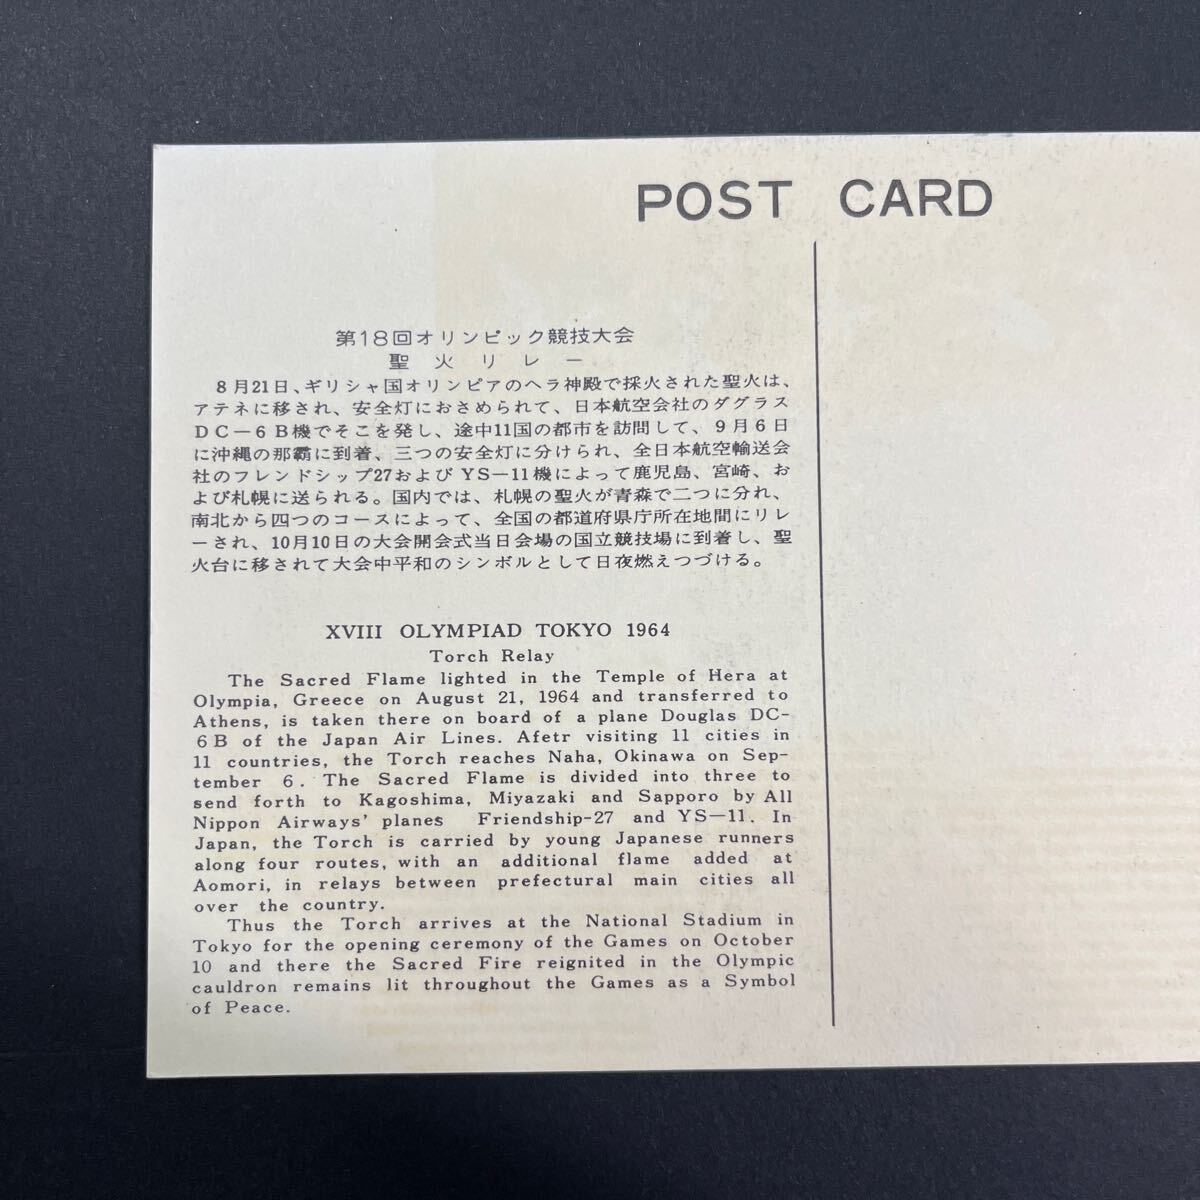 POST CARD
第18回オリンピック競技大会
聖火リレー
8月21日、ギリシャ国オリンピアのヘラ神殿で採火された聖火は、
アテネに移され、安全灯におさめられて、日本航空会社のダグラス
DC－6B機でそこを発し、途中11国の都市を訪問して、9月6日
に沖縄の那覇に到着、三つの安全灯に分けられ、全日本航空輸送会
社のフレンドシップ27および YS－11機によって鹿児島、宮崎、お
よび札幌に送られる。国内では、札幌の聖火が青森で二つに分れ、
南北から四つのコースによって、全国の都道府県庁所在地間にリレ
ーされ、10月10日の大会開会式当日会場の国立競技場に到着し、聖
火台に移されて大会中平和のシンボルとして日夜燃えつづける。
XVIII OLYMPIAD TOKYO 1964
Torch Relay
The Sacred Flame lighted in the Temple of Hera at
Olympia, Greece on August 21, 1964 and transferred to
Athens, is taken there on board of a plane Douglas DC-
6B of the Japan Air Lines. Afetr visiting 11 cities in
11 countries, the Torch reaches Naha, Okinawa on Sep-
tember 6. The Sacred Flame is divided into three to
send forth to Kagoshima, Miyazaki and Sapporo by All
Nippon Airways' planes Friendship-27 and YS—11. In
Japan, the Torch is carried by young Japanese runners
along four routes, with an additional flame added at
Aomori, in relays between prefectural main cities all
over the country.
Thus the Torch arrives at the National Stadium in
Tokyo for the opening ceremony of the Games on October
10 and there the Sacred Fire reignited in the Olympic
cauldron remains lit throughout the Games as a Symbol
of Peace.